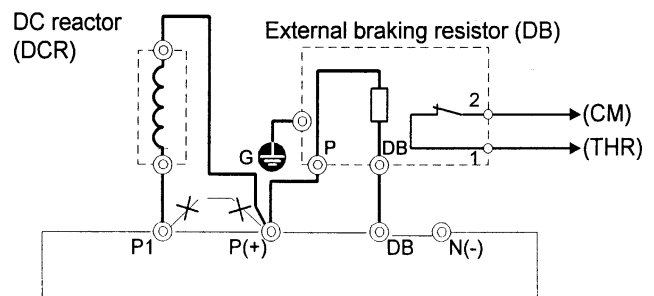 DC reactor
(DCR)
External braking resistor (DB)
2
(CM)
G
P
DB
1
(THR)
P1
P(+)
DB
N(-)